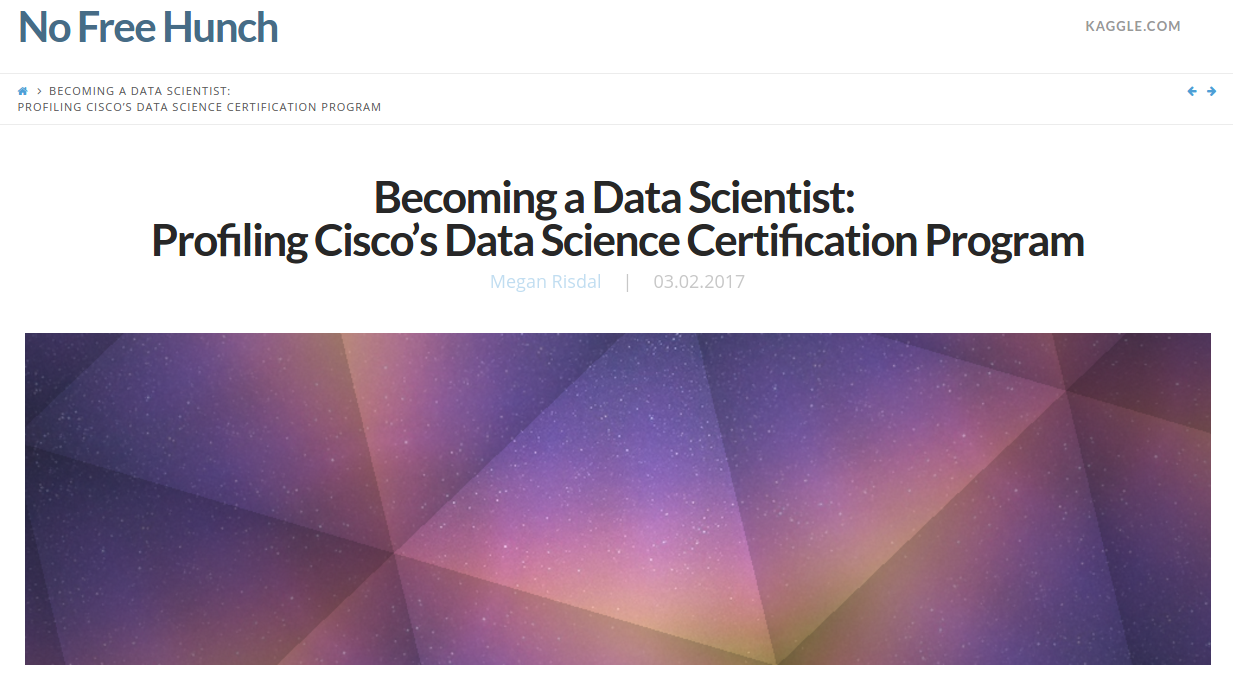 No Free Hunch
KAGGLE.COM
BECOMING A DATA SCIENTIST:
PROFILING CISCO'S DATA SCIENCE CERTIFICATION PROGRAM
Becoming a Data Scientist:
Profiling Cisco’s Data Science Certification Program
Megan Risdal | 03.02.2017